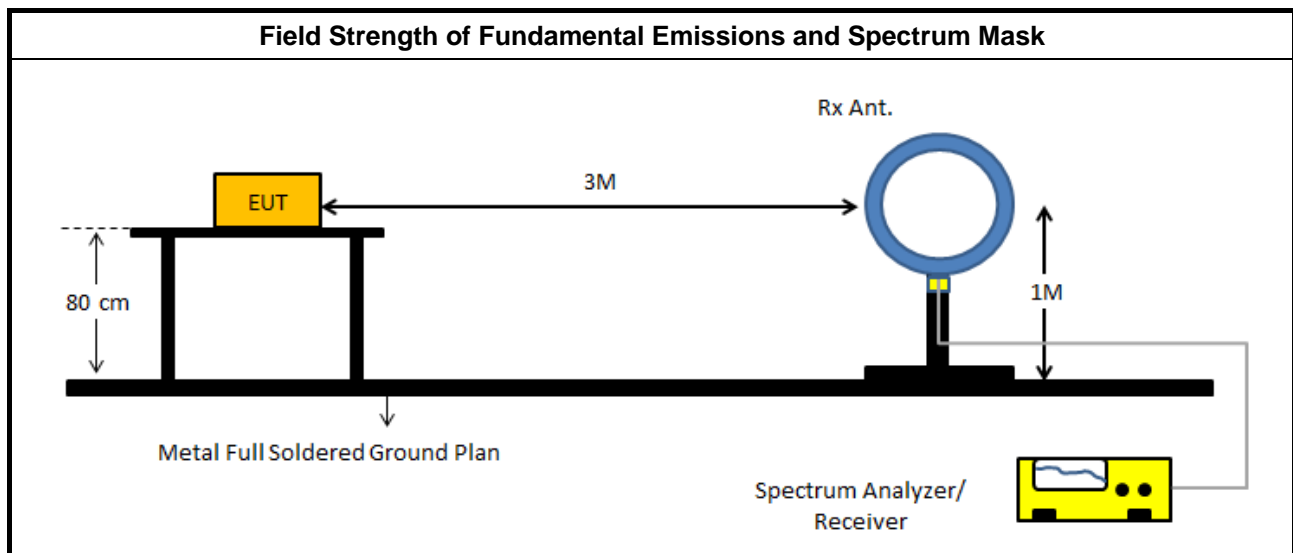 Field Strength of Fundamental Emissions and Spectrum Mask
Rx Ant.
3M
EUT
80 cm
1M
Metal Full Soldered Ground Plan
Spectrum Analyzer/
Receiver